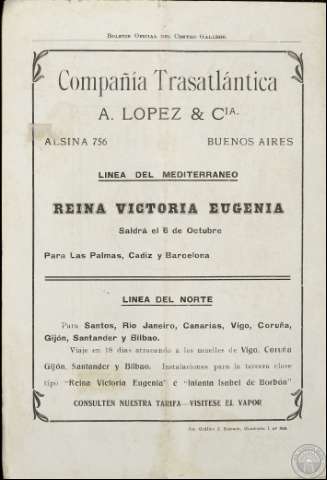 Boletin Oficial del Centro Gallego.
Compañía Trasatlántica
A. LOPEZ & CIA.
ALSINA 756 BUENOS AIRES
LINEA DEL MEDITERRANEO
REINA VICTORIA EUGENIA
Saldrá el 6 de Octubre
Para Las Palmas, Cadiz y Barcelona
LINEA DEL NORTE
Para Santos, Rio Janeiro, Canarias, Vigo, Coruña,
Gijón, Santander y Bilbao.
Viaje en 18 dias atracando a los muelles de Vigo, Coruña
Gijón, Santander y Bilbao. Instalaciones para la tercera clase
tipo “Reina Victoria Eugenia” e “Infanta Isabel de Borbón”
CONSULTEN NUESTRA TARIFA—VISITESE EL VAPOR